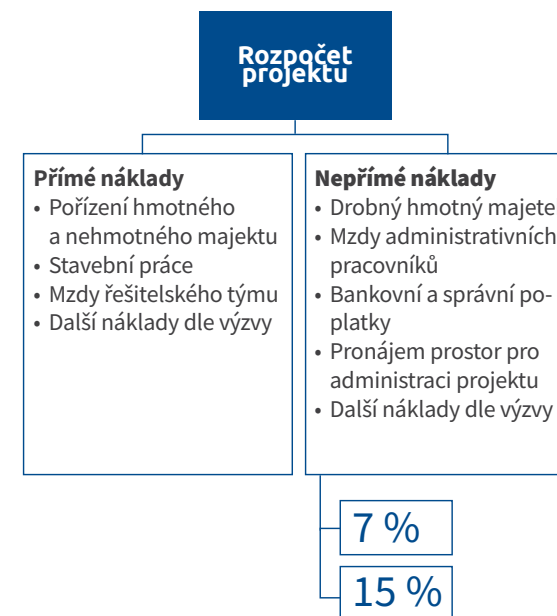 Rozpočet
projektu
Přímé náklady
• Pořízení hmotného
a nehmotného majektu
• Stavební práce
• Mzdy řešitelského týmu
• Další náklady dle výzvy
Nepřímé náklady
• Drobný hmotný majete
• Mzdy administrativních
pracovníků
• Bankovní a správní po-
platky
• Pronájem prostor pro
administraci projektu
• Další náklady dle výzvy
7 %
15 %